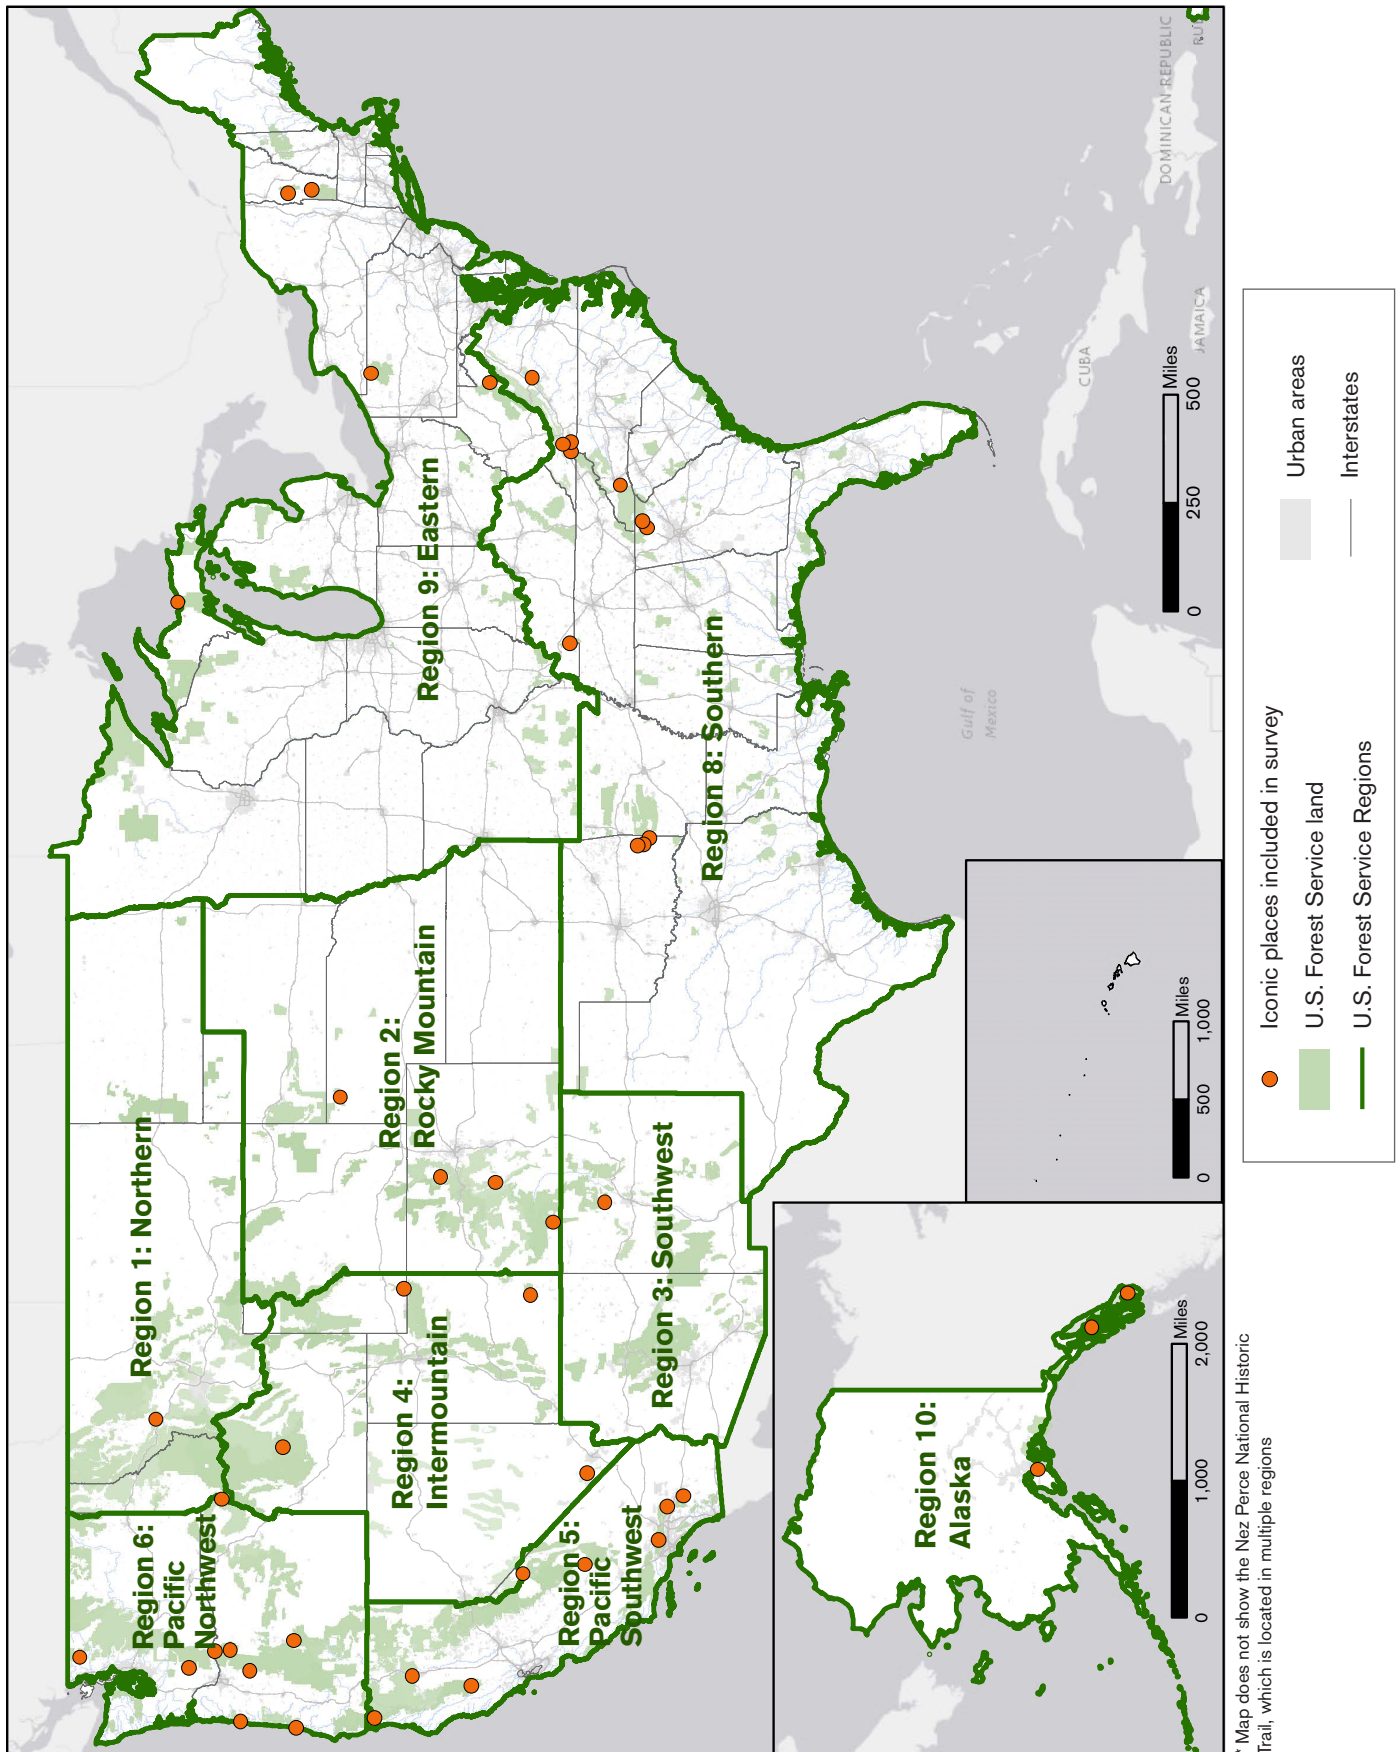 Region 1: Northern
Region 6:
Pacific
Northwest
Region 2:
Rocky Mountain
Region 9: Eastern
Region 4:
Intermountain
Region 5:
Pacific
Southwest
Region 3: Southwest
Region 8: Southern
Gulf of
Mexico
CUBA
JAMAICA
DOMINICAN REPUBLIC
Region 10:
Alaska
0 1,000 2,000
Miles
0 500 1,000
Miles
0 250 500
Miles
* Map does not show the Nez Perce National Historic
Trail, which is located in multiple regions
Iconic places included in survey
U.S. Forest Service land
U.S. Forest Service Regions
Urban areas
Interstates